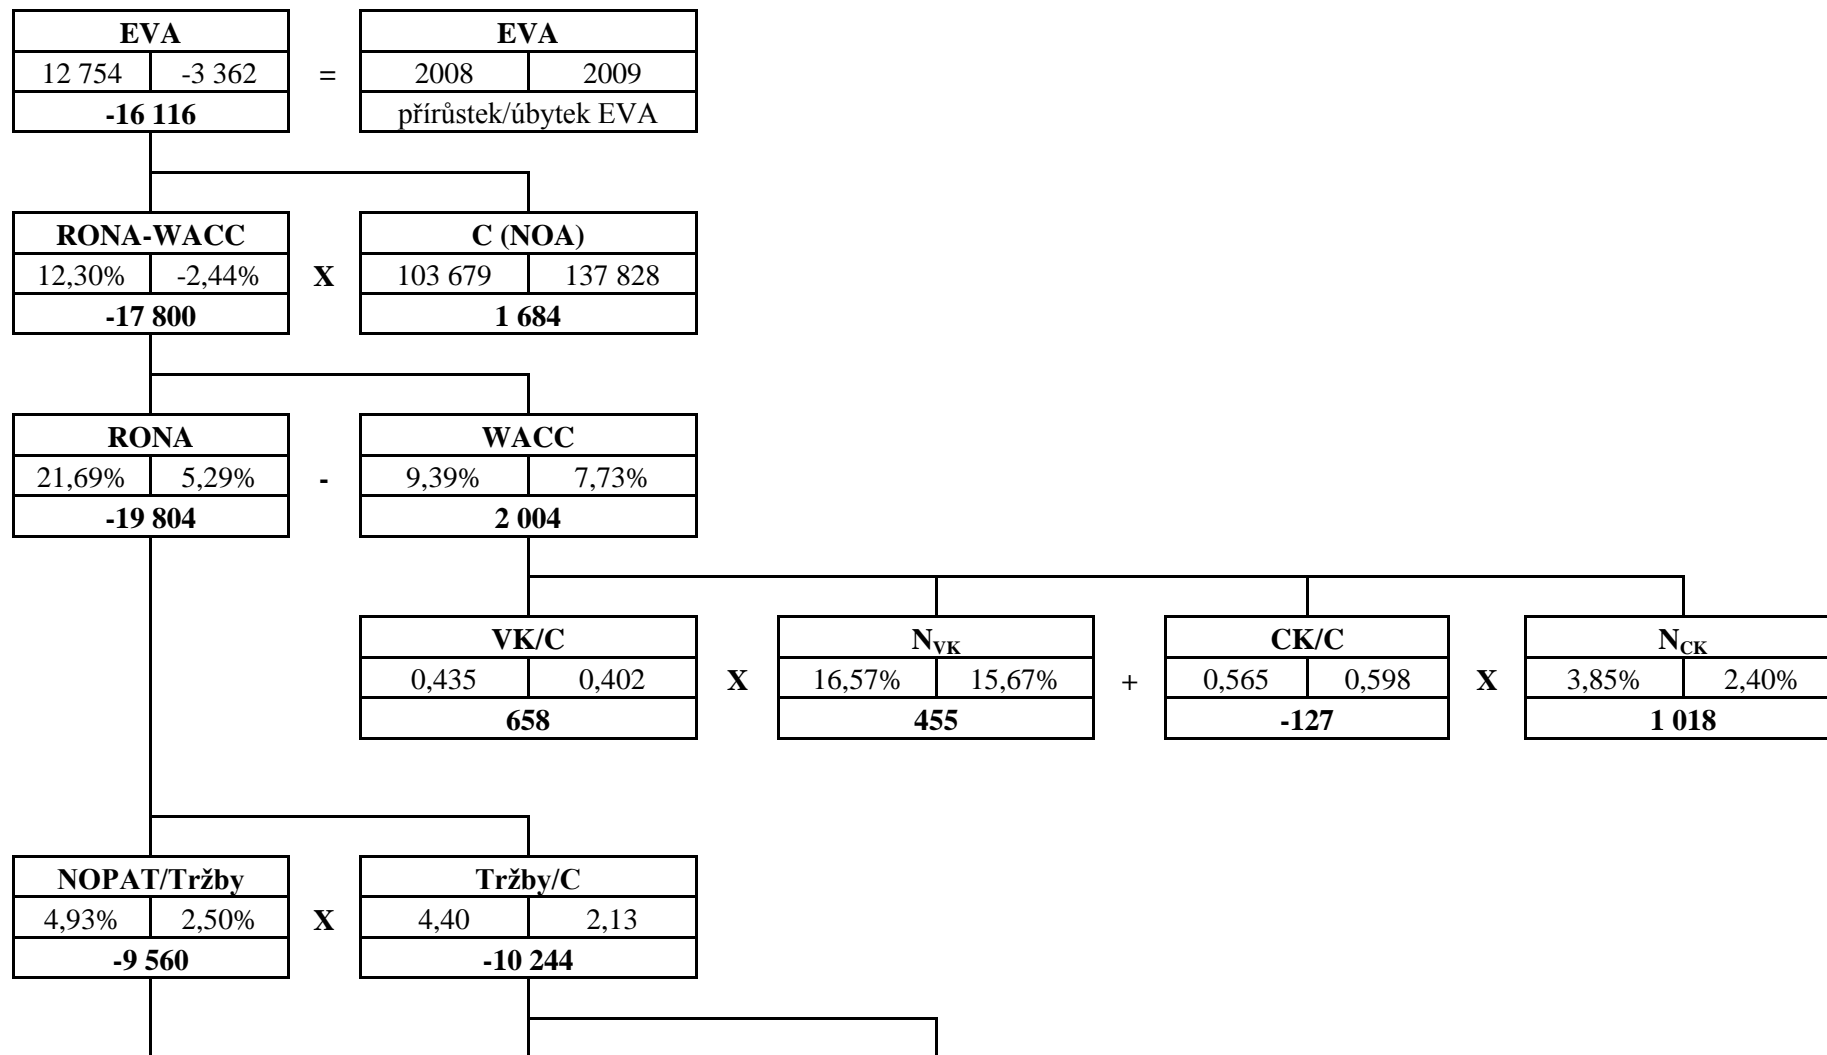 EVA EVA
12 754 -3 362 = 2008 2009
-16 116 přírůstek/úbytek EVA
RONA-WACC C (NOA)
12,30% -2,44% X 103 679 137 828
-17 800 1 684
RONA WACC
21,69% 5,29% - 9,39% 7,73%
-19 804 2 004
VK/C NVK CK/C NCK
0,435 0,402 X 16,57% 15,67% + 0,565 0,598 X 3,85% 2,40%
658 455 -127 1 018
NOPAT/Tržby Tržby/C
4,93% 2,50% X 4,40 2,13
-9 560 -10 244